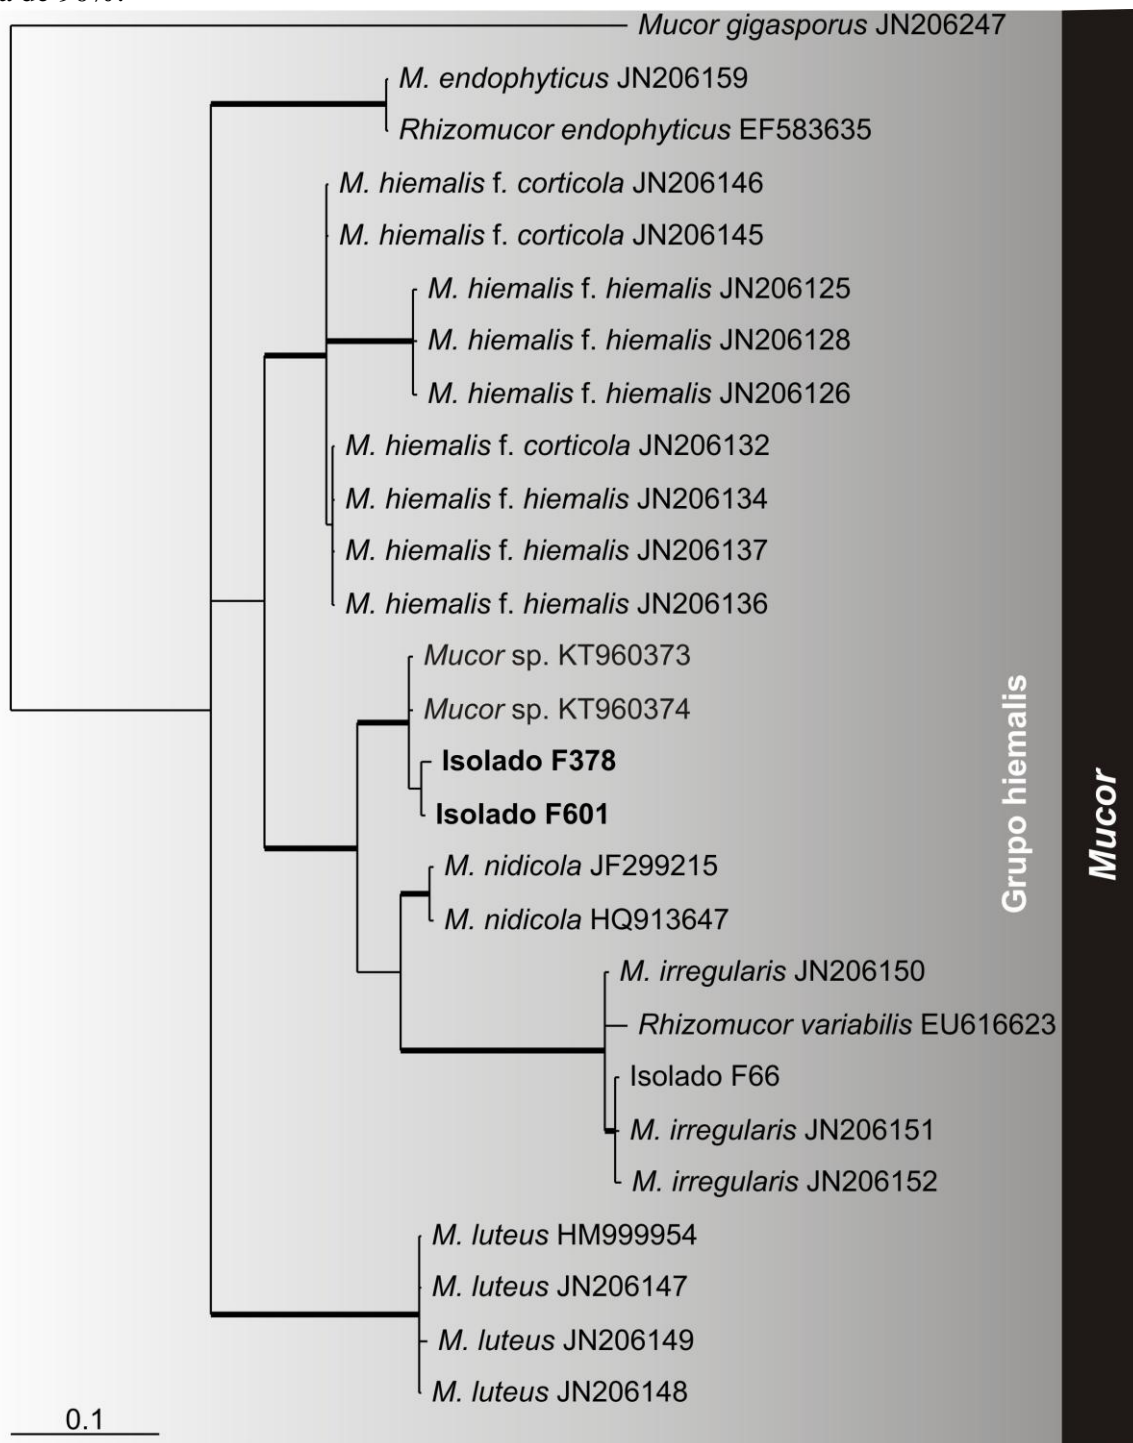 a de 90%.
Mucor gigasporus JN206247
M. endophyticus JN206159
Rhizomucor endophyticus EF583635
M. hiemalis f. corticola JN206146
M. hiemalis f. corticola JN206145
M. hiemalis f. hiemalis JN206125
M. hiemalis f. hiemalis JN206128
M. hiemalis f. hiemalis JN206126
M. hiemalis f. corticola JN206132
M. hiemalis f. hiemalis JN206134
M. hiemalis f. hiemalis JN206137
M. hiemalis f. hiemalis JN206136
Mucor sp. KT960373
Mucor sp. KT960374
Isolado F378
Isolado F601
M. nidicola JF299215
M. nidicola HQ913647
M. irregularis JN206150
Rhizomucor variabilis EU616623
Isolado F66
M. irregularis JN206151
M. irregularis JN206152
M. luteus HM999954
M. luteus JN206147
M. luteus JN206149
M. luteus JN206148
0.1
Grupo hiemalis
Mucor